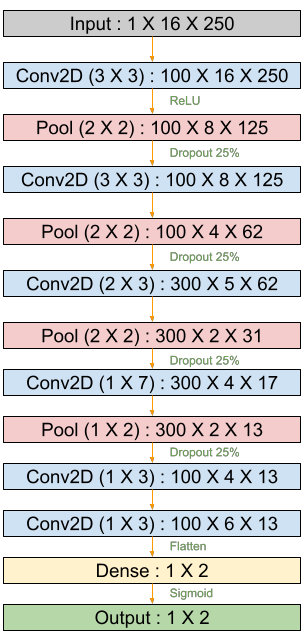 Input : 1 X 16 X 250
Conv2D (3 X 3) : 100 X 16 X 250
ReLU
Pool (2 X 2) : 100 X 8 X 125
Dropout 25%
Conv2D (3 X 3) : 100 X 8 X 125
Pool (2 X 2) : 100 X 4 X 62
Dropout 25%
Conv2D (2 X 3) : 300 X 5 X 62
Pool (2 X 2) : 300 X 2 X 31
Dropout 25%
Conv2D (1 X 7) : 300 X 4 X 17
Pool (1 X 2) : 300 X 2 X 13
Dropout 25%
Conv2D (1 X 3) : 100 X 4 X 13
Conv2D (1 X 3) : 100 X 6 X 13
Flatten
Dense : 1 X 2
Sigmoid
Output : 1 X 2